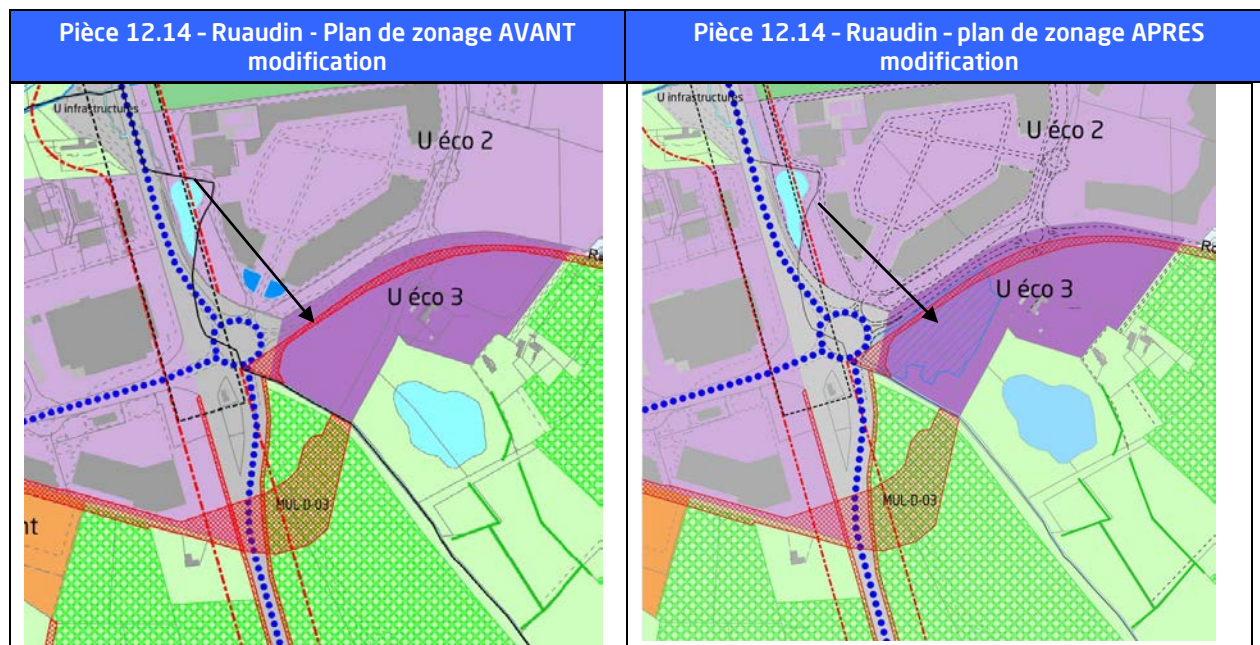 Pièce 12.14 – Ruaudin - Plan de zonage AVANT
modification
Pièce 12.14 – Ruaudin – plan de zonage APRES
modification
U infrastructures
U éco 2
U éco 3
Ra
MUL-D-03
nt
U infrastructures
U éco 2
U éco 3
R
MUL-D-03